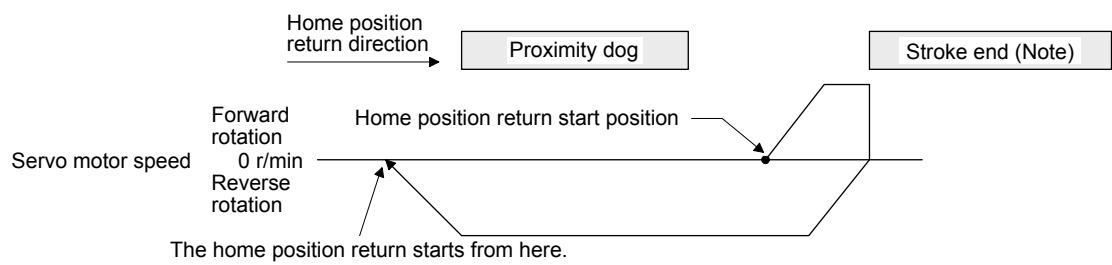 Home position
return direction
Proximity dog
Stroke end (Note)
Forward
rotation
Home position return start position
Servo motor speed
0 r/min
Reverse
rotation
The home position return starts from here.